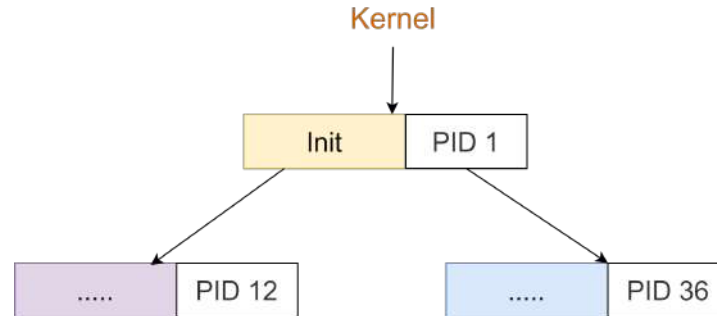 Kernel
Init PID 1
..... PID 12 ..... PID 36